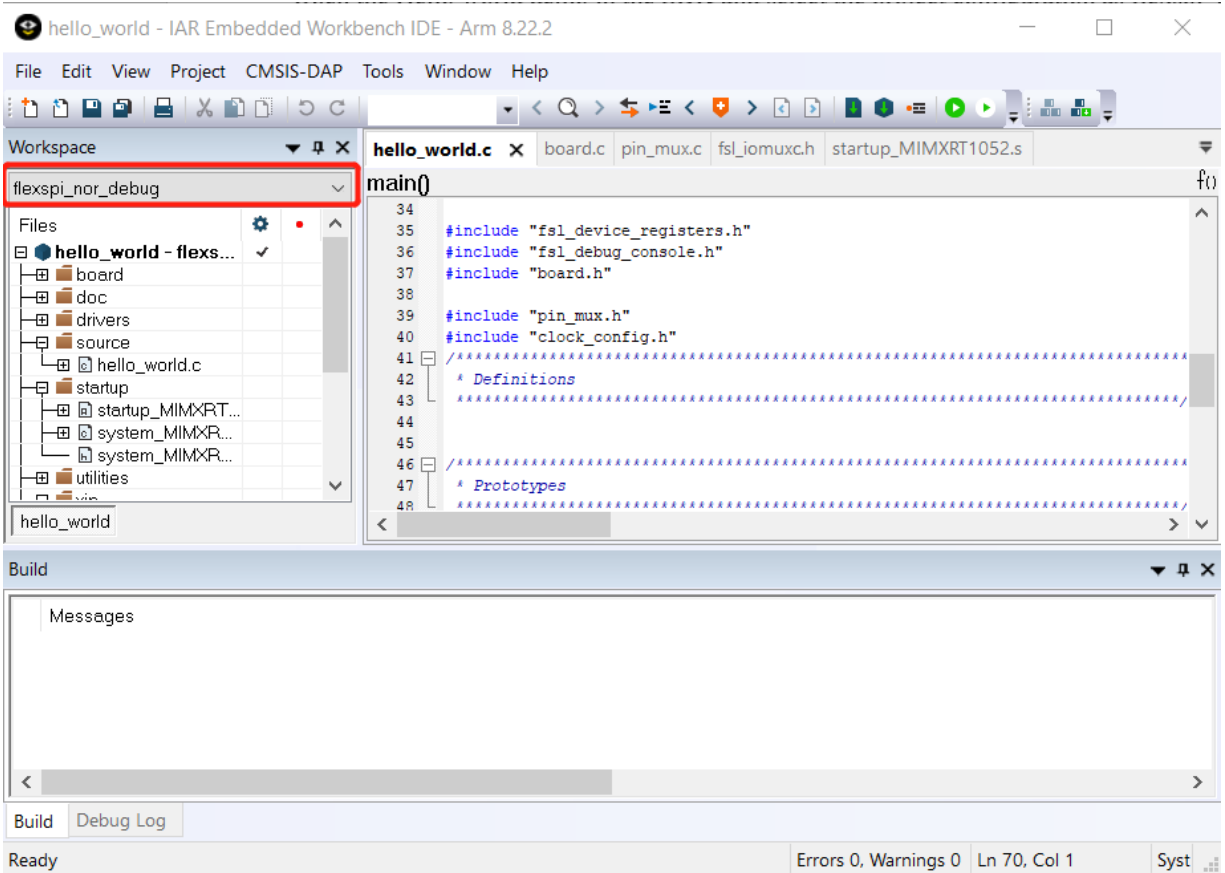 hello_world - IAR Embedded Workbench IDE - Arm 8.22.2
File Edit View Project CMSIS-DAP Tools Window Help
Workspace
hello_world.c board.c pin_mux.c fsl_iomuxc.h startup_MIMXRT1052.s
flexspi_nor_debug
main()
f()
Files
hello_world - flexs...
board
doc
drivers
source
hello_world.c
startup
startup_MIMXRT...
system_MIMXR...
system_MIMXR...
utilities
hello_world
34
35 #include "fsl_device_registers.h"
36 #include "fsl_debug_console.h"
37 #include "board.h"
38
39 #include "pin_mux.h"
40 #include "clock_config.h"
41 /*******************************************************************************
42 * Definitions
43 ******************************************************************************/
44
45
46 /*******************************************************************************
47 * Prototypes
48 ******************************************************************************/
Build
Messages
Build Debug Log
Ready Errors 0, Warnings 0 Ln 70, Col 1 Syst